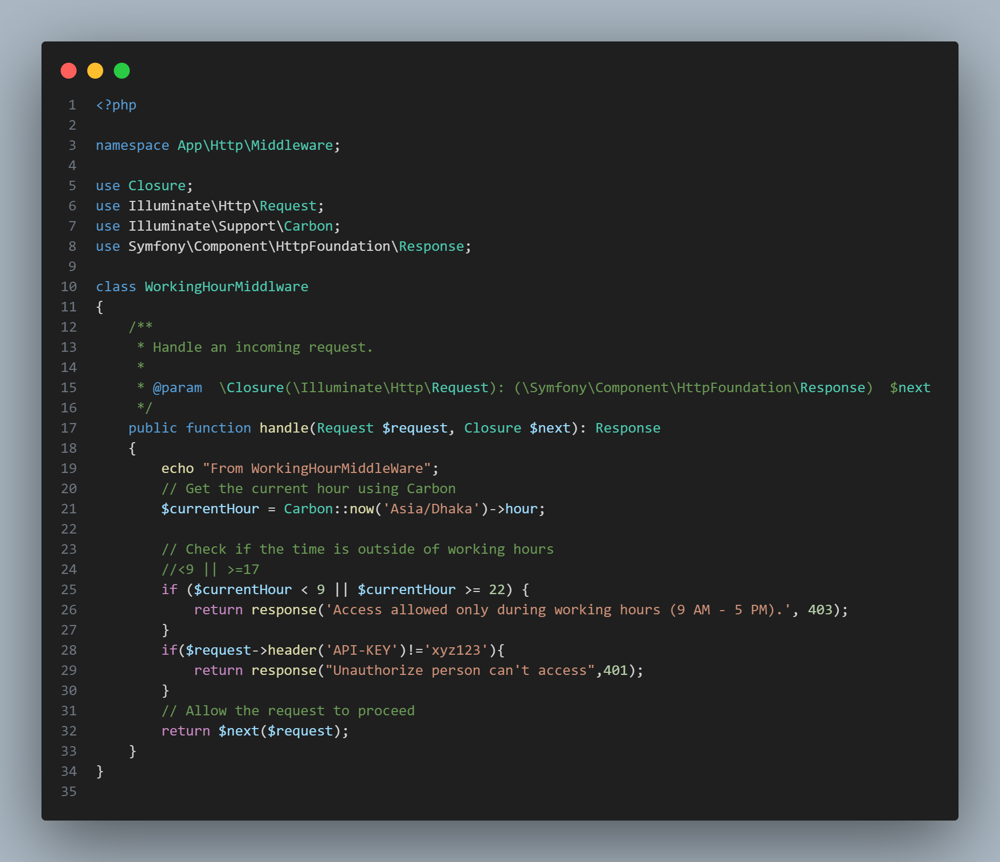 1 <?php
2
3 namespace App\Http\Middleware;
4
5 use Closure;
6 use Illuminate\Http\Request;
7 use Illuminate\Support\Carbon;
8 use Symfony\Component\HttpFoundation\Response;
9
10 class WorkingHourMiddlware
11 {
12     /**
13      * Handle an incoming request.
14      *
15      * @param  \Closure(\Illuminate\Http\Request): (\Symfony\Component\HttpFoundation\Response)  $next
16      */
17     public function handle(Request $request, Closure $next): Response
18     {
19         echo "From WorkingHourMiddleWare";
20         // Get the current hour using Carbon
21         $currentHour = Carbon::now('Asia/Dhaka')->hour;
22
23         // Check if the time is outside of working hours
24         //<9 || >=17
25         if ($currentHour < 9 || $currentHour >= 22) {
26             return response('Access allowed only during working hours (9 AM - 5 PM).', 403);
27         }
28         if($request->header('API-KEY')!='xyz123'){
29             return response("Unauthorize person can't access",401);
30         }
31         // Allow the request to proceed
32         return $next($request);
33     }
34 }
35